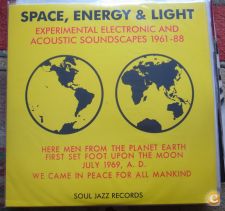 SPACE, ENERGY & LIGHT
EXPERIMENTAL ELECTRONIC AND
ACOUSTIC SOUNDSCAPES 1961-88
HERE MEN FROM THE PLANET EARTH
FIRST SET FOOT UPON THE MOON
JULY 1969, A. D.
WE CAME IN PEACE FOR ALL MANKIND
SOUL JAZZ RECORDS